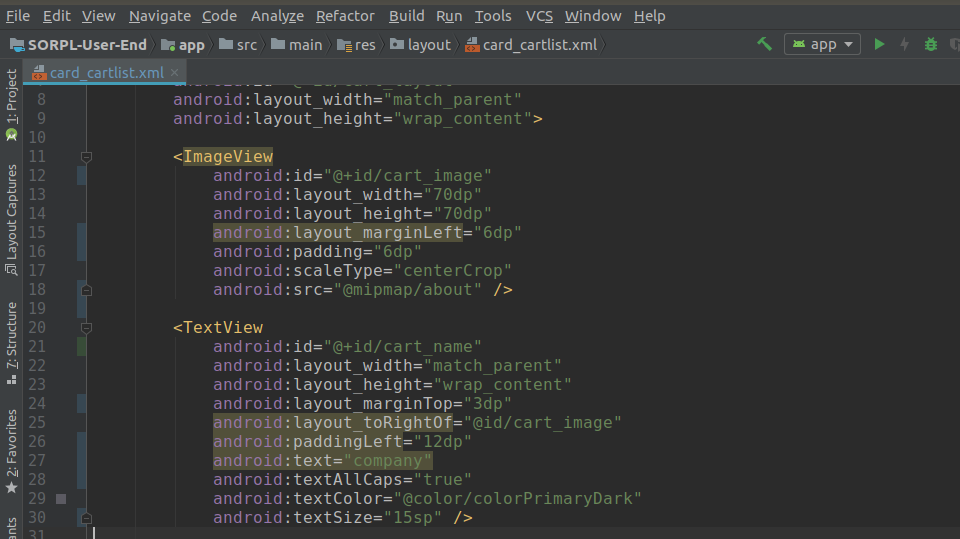 File Edit View Navigate Code Analyze Refactor Build Run Tools VCS Window Help
SORPL-User-End app src main res layout card_cartlist.xml app
card_cartlist.xml
1: Project
Layout Captures
7: Structure
2: Favorites
8 android:layout_width="match_parent"
9 android:layout_height="wrap_content">
10
11 <ImageView
12 android:id="@+id/cart_image"
13 android:layout_width="70dp"
14 android:layout_height="70dp"
15 android:layout_marginLeft="6dp"
16 android:padding="6dp"
17 android:scaleType="centerCrop"
18 android:src="@mipmap/about" />
19
20 <TextView
21 android:id="@+id/cart_name"
22 android:layout_width="match_parent"
23 android:layout_height="wrap_content"
24 android:layout_marginTop="3dp"
25 android:layout_toRightOf="@id/cart_image"
26 android:paddingLeft="12dp"
27 android:text="company"
28 android:textAllCaps="true"
29 android:textColor="@color/colorPrimaryDark"
30 android:textSize="15sp" />
31